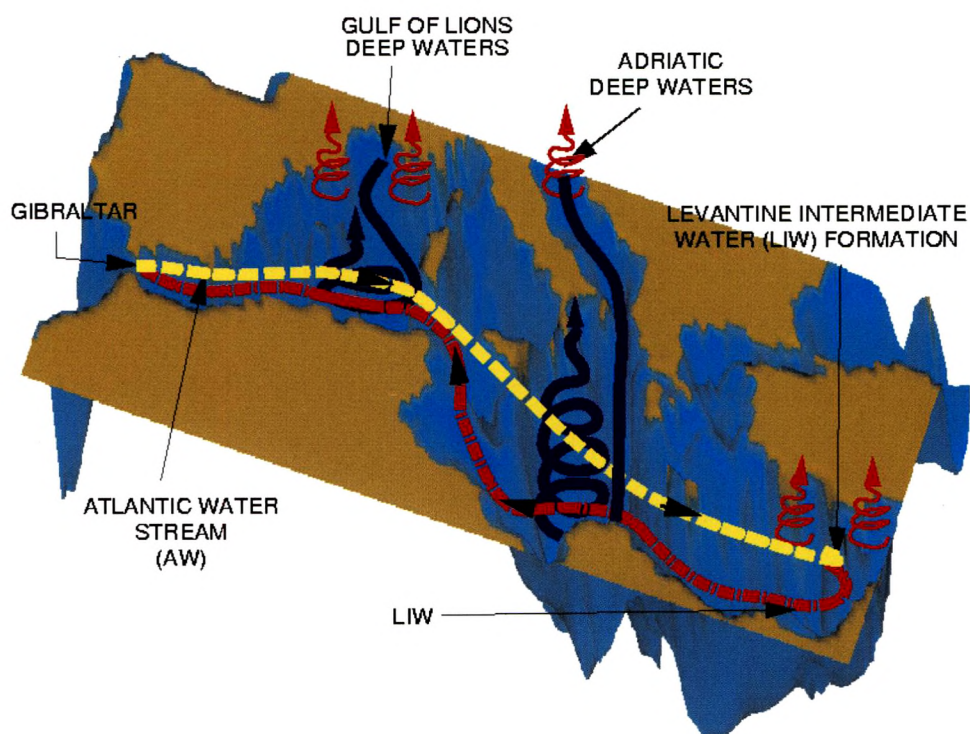 GULF OF LIONS
DEEP WATERS
ADRIATIC
DEEP WATERS
GIBRALTAR
LEVANTINE INTERMEDIATE
WATER (LIW) FORMATION
ATLANTIC WATER
STREAM
(AW)
LIW